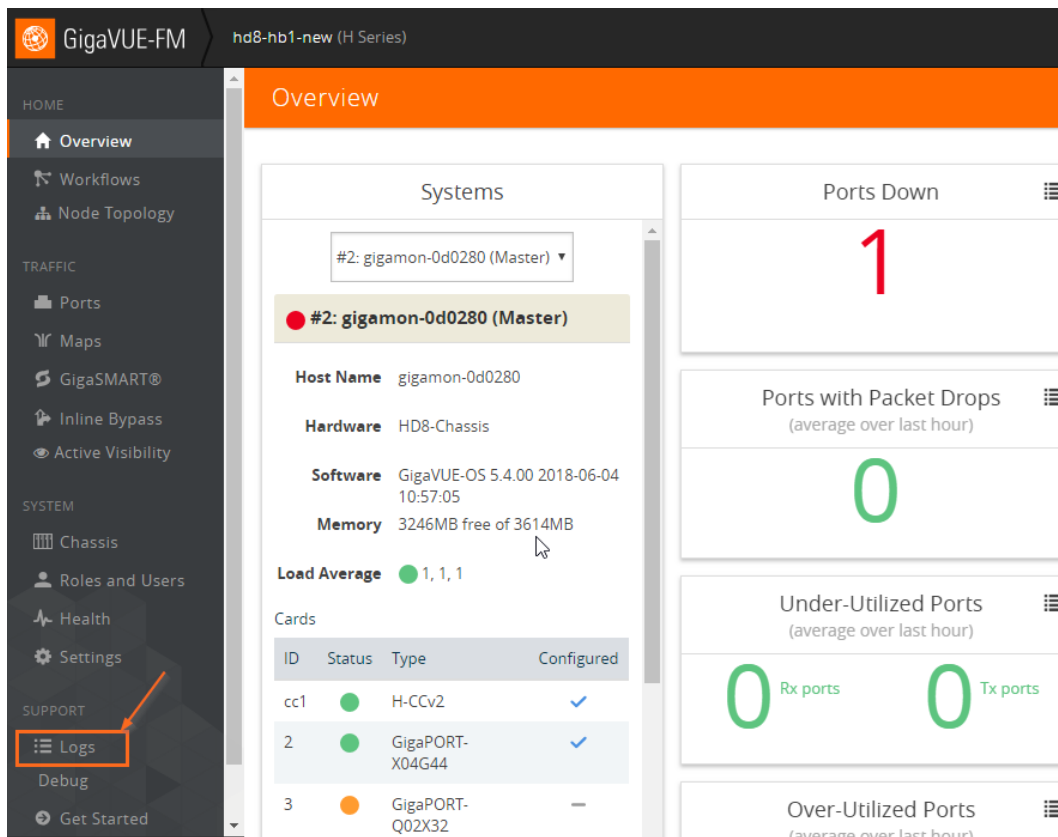 GigaVUE-FM
hd8-hb1-new (H Series)
HOME
Overview
Workflows
Node Topology
TRAFFIC
Ports
Maps
GigaSMART®
Inline Bypass
Active Visibility
SYSTEM
Chassis
Roles and Users
Health
Settings
SUPPORT
Logs
Debug
Get Started
Overview
Systems
#2: gigamon-0d0280 (Master)
#2: gigamon-0d0280 (Master)
Host Name gigamon-0d0280
Hardware HD8-Chassis
Software GigaVUE-OS 5.4.00 2018-06-04
10:57:05
Memory 3246MB free of 3614MB
Load Average 1, 1, 1
Cards
ID Status Type Configured
cc1 H-CCv2
2 GigaPORT-
X04G44
3 GigaPORT-
Q02X32
Ports Down
1
Ports with Packet Drops
(average over last hour)
0
Under-Utilized Ports
(average over last hour)
0 Rx ports 0 Tx ports
Over-Utilized Ports
(average over last hour)